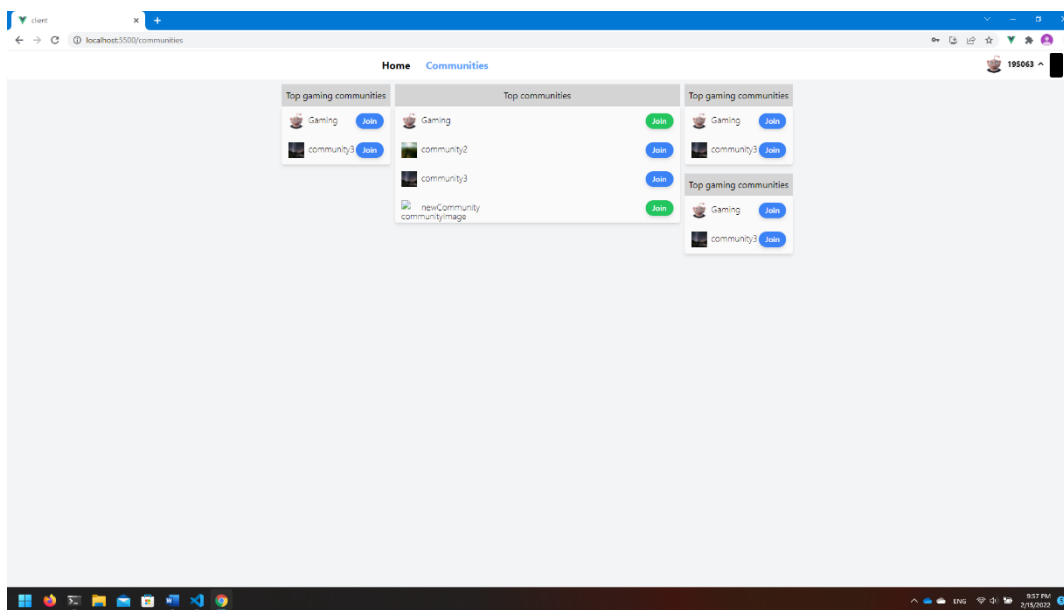 client
localhost:5500/communities
Home Communities
195063
Top gaming communities
Gaming Join
community3 Join
Top communities
Gaming Join
community2 Join
community3 Join
newCommunity Join
communityImage
Top gaming communities
Gaming Join
community3 Join
Top gaming communities
Gaming Join
community3 Join
ENG
9:57 PM
2/15/2022